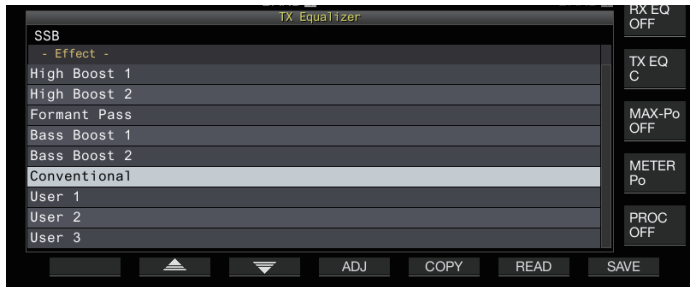 TX Equalizer
SSB
- Effect -
High Boost 1
High Boost 2
Formant Pass
Bass Boost 1
Bass Boost 2
Conventional
User 1
User 2
User 3
RX EQ
OFF
TX EQ
C
MAX-Po
OFF
METER
Po
PROC
OFF
ADJ
COPY
READ
SAVE